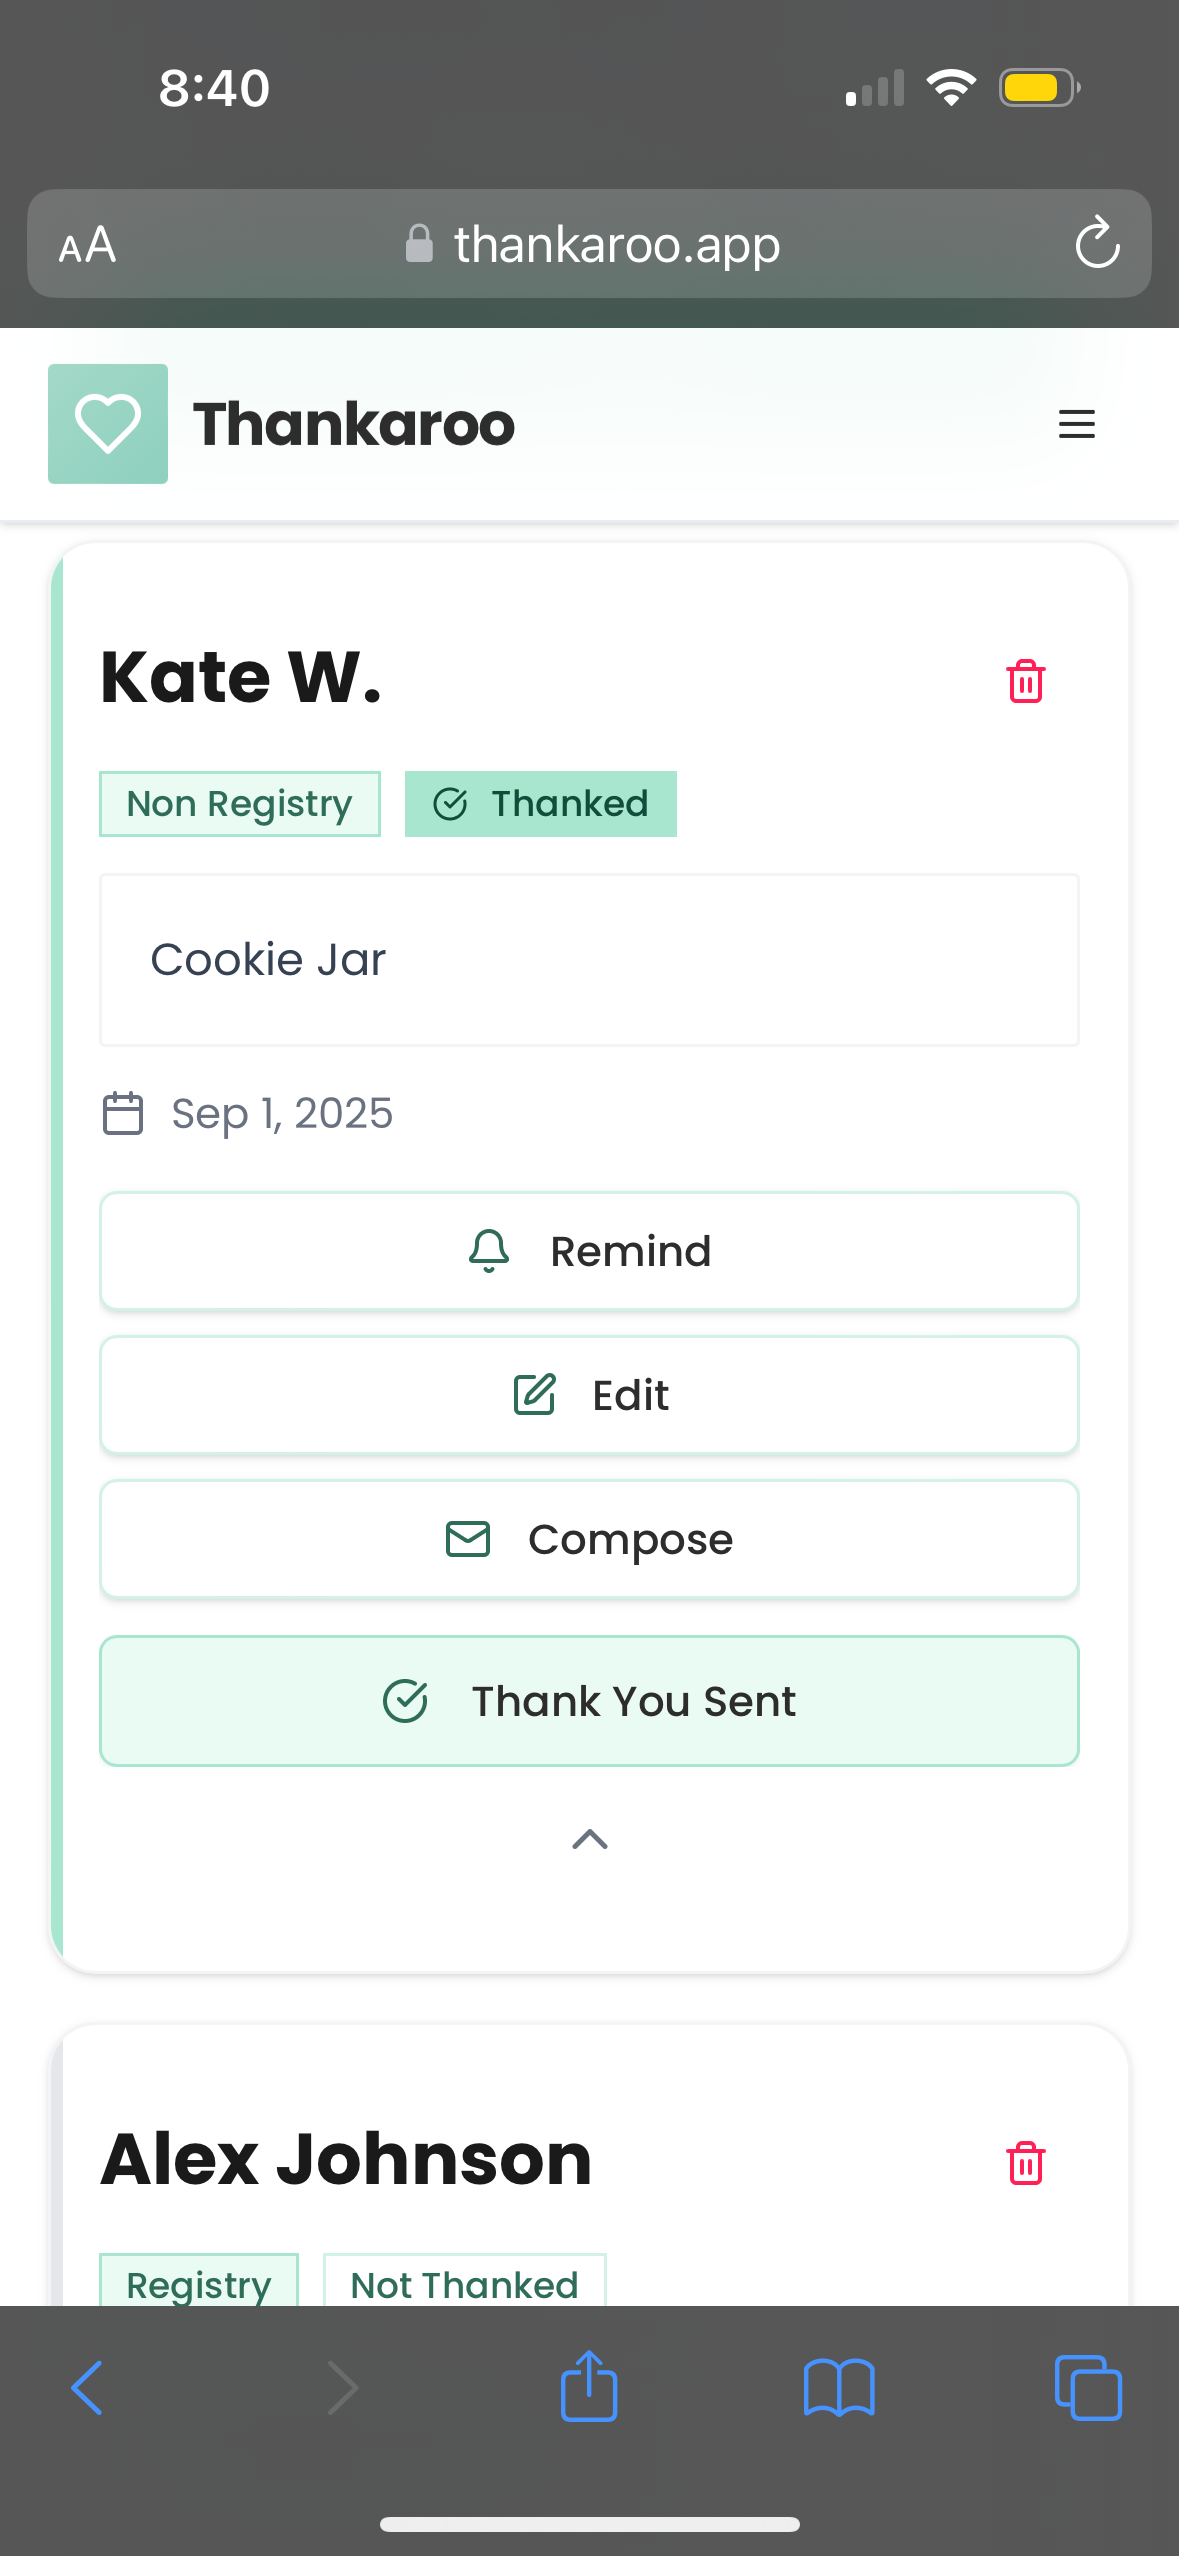 8:40
AA
thankaroo.app
Thankaroo
Kate W.
Non Registry
Thanked
Cookie Jar
Sep 1, 2025
Remind
Edit
Compose
Thank You Sent
Alex Johnson
Registry
Not Thanked